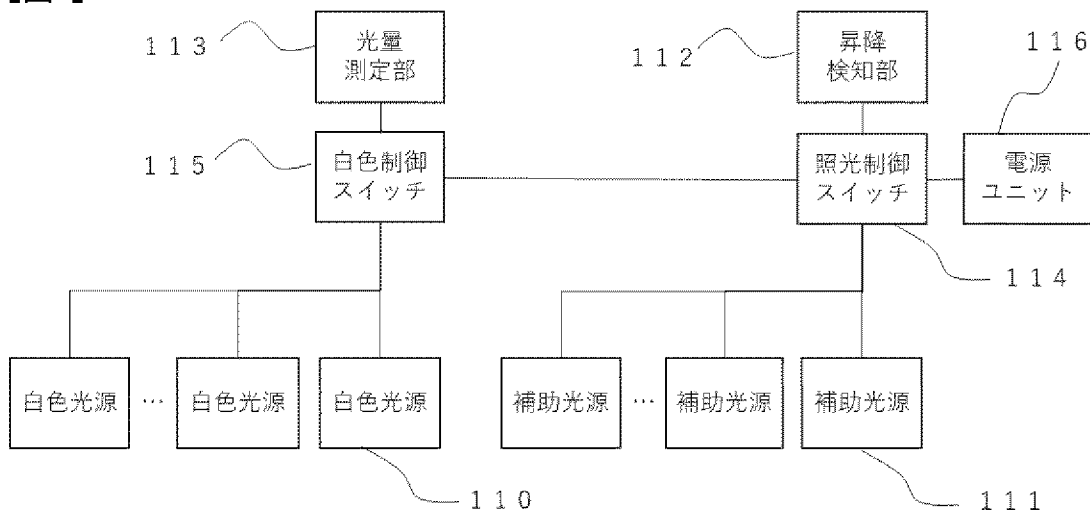 113
光量
測定部
112
昇降
検知部
116
115
白色制御
スイッチ
照光制御
スイッチ
電源
ユニット
114
白色光源 … 白色光源 白色光源
補助光源 … 補助光源 補助光源
110
111